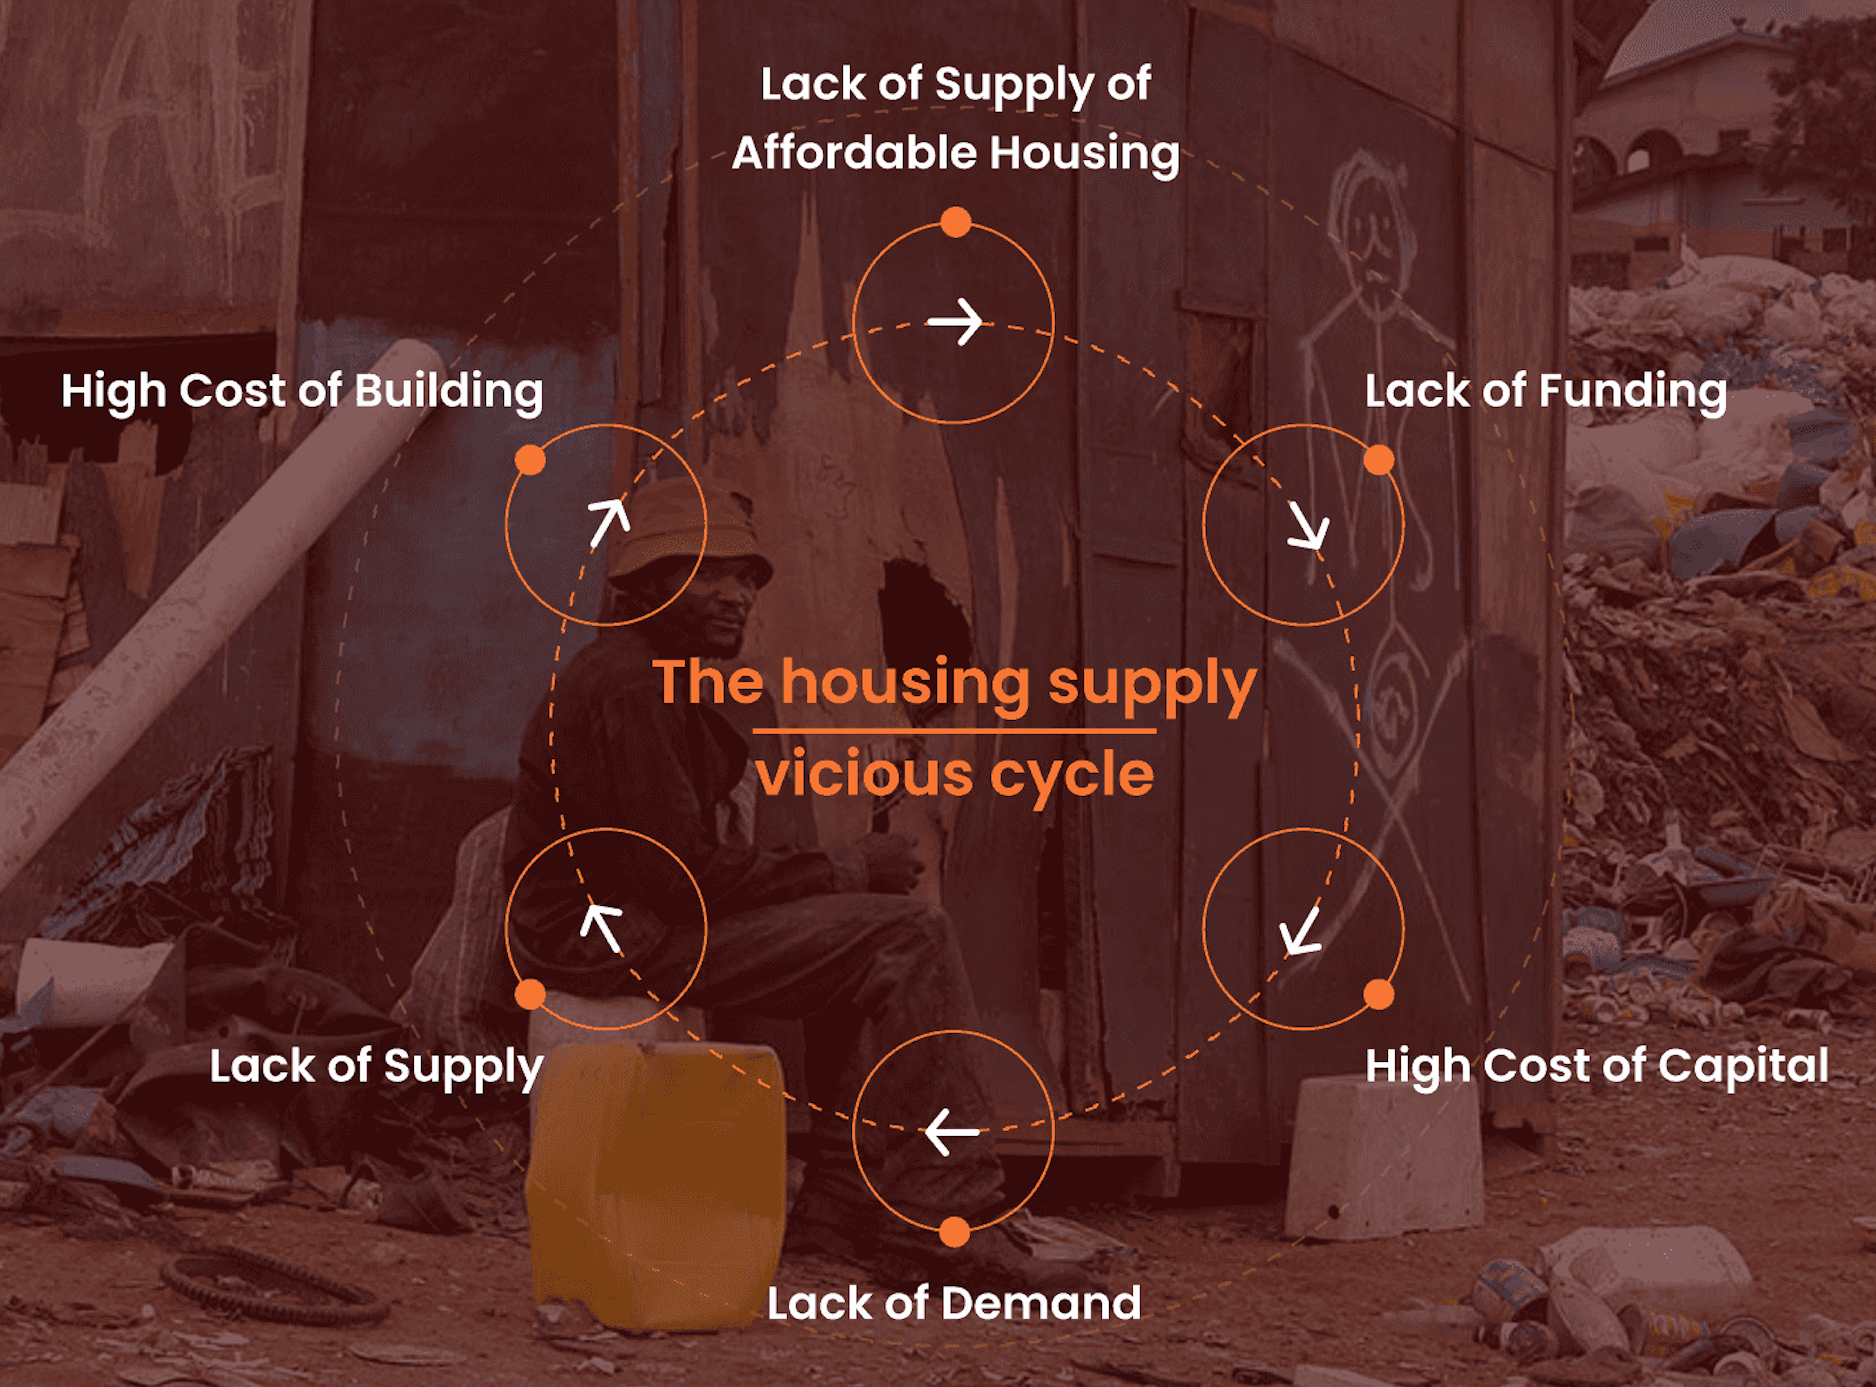 Lack of Supply of
Affordable Housing
High Cost of Building
Lack of Funding
The housing supply
vicious cycle
Lack of Supply
High Cost of Capital
Lack of Demand